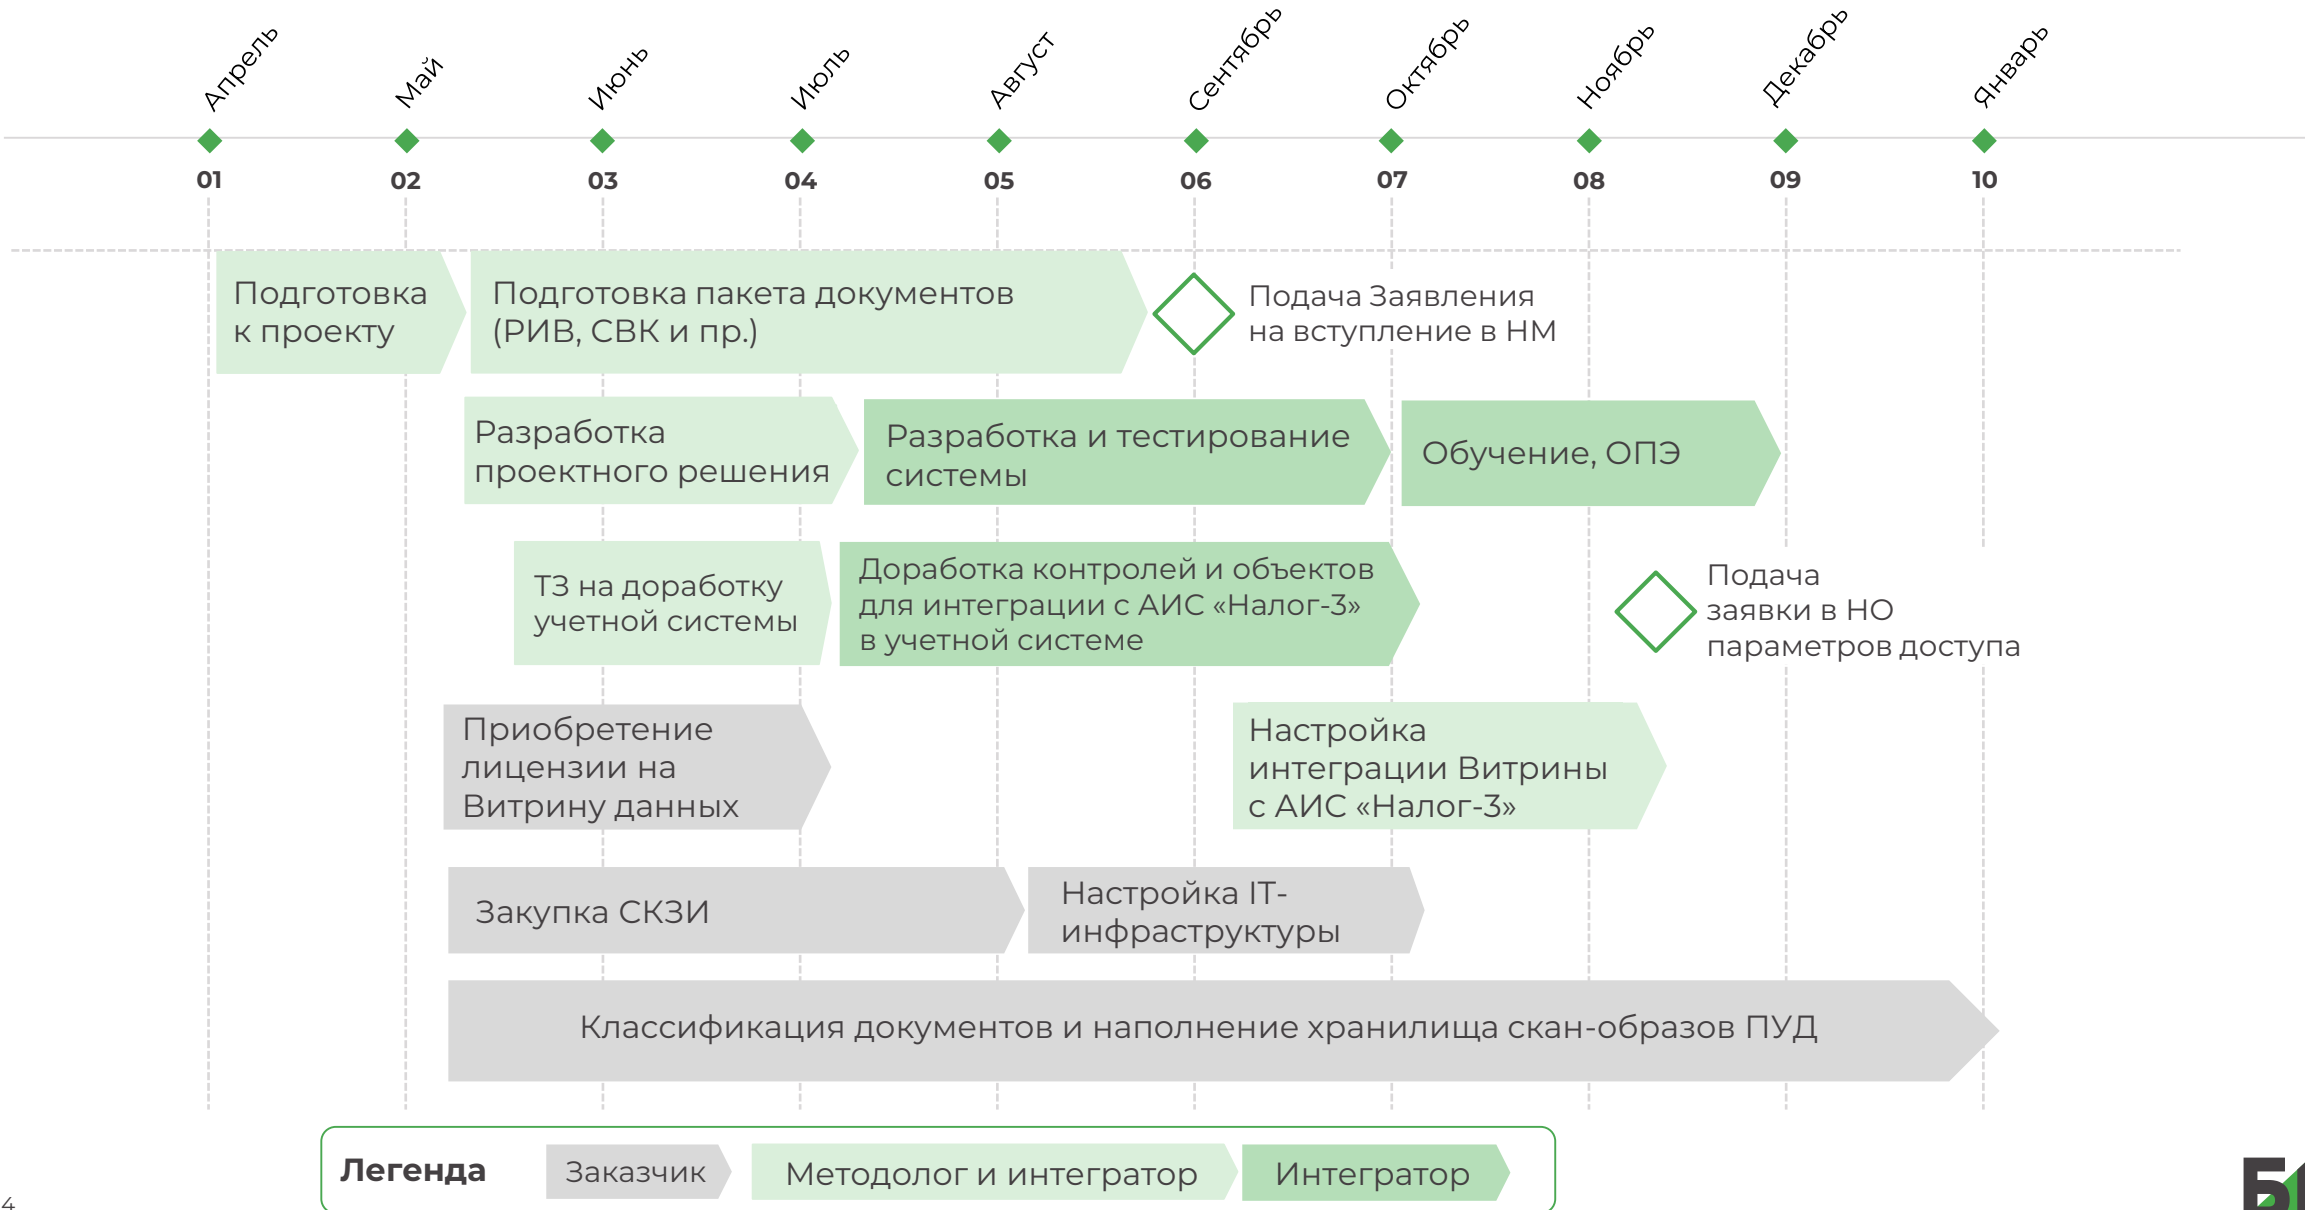 Апрель
Май
Июнь
Июль
Август
Сентябрь
Октябрь
Ноябрь
Декабрь
Январь
01
02
03
04
05
06
07
08
09
10
Подготовка
к проекту
Подготовка пакета документов
(РИВ, СВК и пр.)
Подача Заявления
на вступление в НМ
Разработка
проектного решения
Разработка и тестирование
системы
Обучение, ОПЭ
ТЗ на доработку
учетной системы
Доработка контролей и объектов
для интеграции с АИС «Налог-3»
в учетной системе
Подача
заявки в НО
параметров доступа
Приобретение
лицензии на
Витрину данных
Настройка
интеграции Витрины
с АИС «Налог-3»
Закупка СКЗИ
Настройка IT-
инфраструктуры
Классификация документов и наполнение хранилища скан-образов ПУД
Легенда
Заказчик
Методолог и интегратор
Интегратор
4